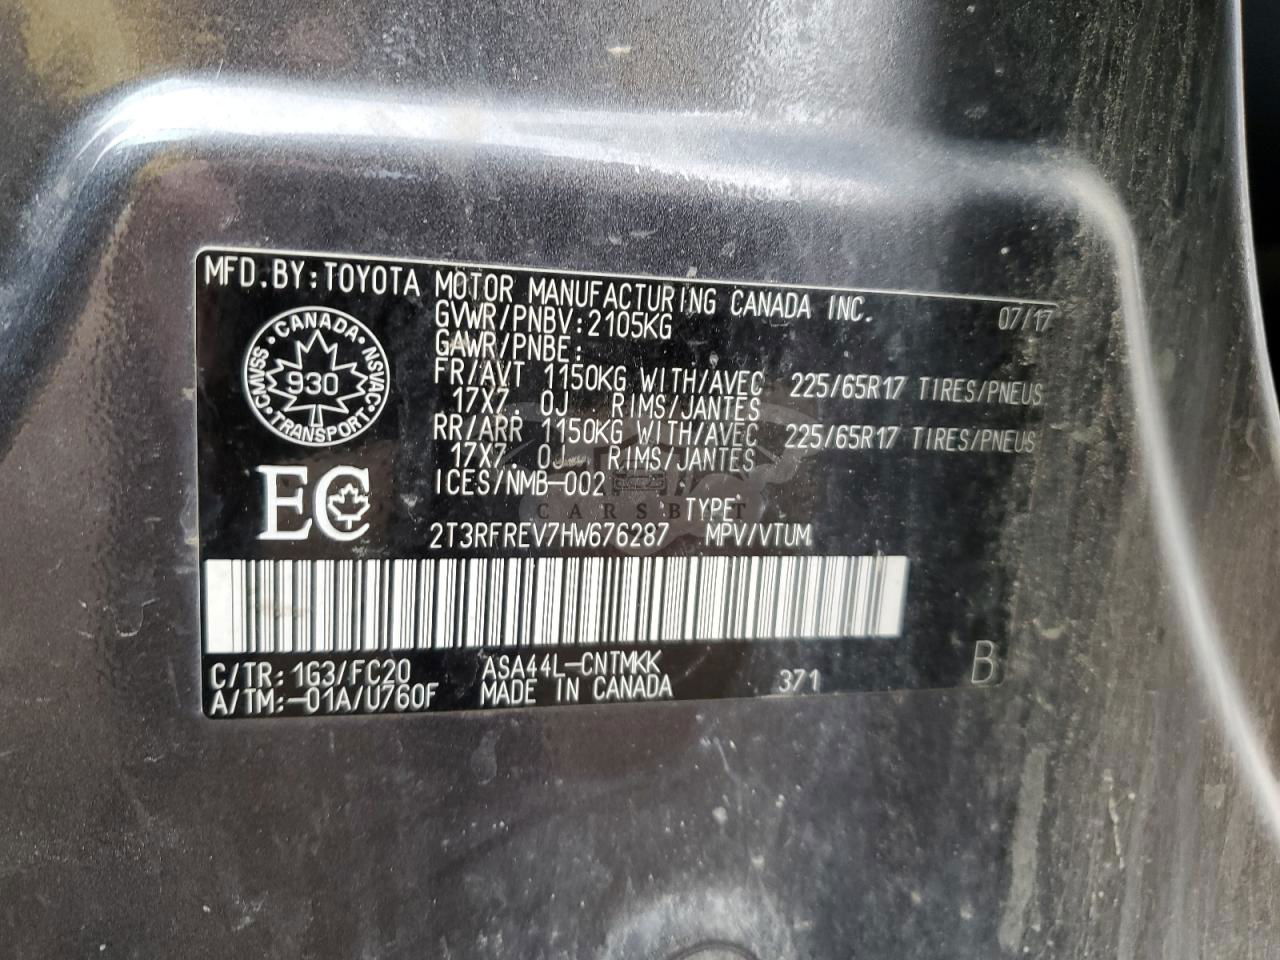 MFD.BY:TOYOTA MOTOR MANUFACTURING CANADA INC. 07/17
GVWR/PNBV:2105KG
GAWR/PNBE:
FR/AVT 1150KG WITH/AVEC 225/65R17 TIRES/PNEUS
17X7. 0J RIMS/JANTES
RR/ARR 1150KG WITH/AVEC 225/65R17 TIRES/PNEUS
17X7. 0J RIMS/JANTES
ICES/NMB-002
TYPE
2T3RFREV7HW676287 MPV/VTUM
CANADA
CMVSS · NSVAC
930
TRANSPORT
EC
CARSBUT
C/TR: 1G3/FC20 ASA44L-CNTMKK
A/TM:-01A/U760F MADE IN CANADA 371 B